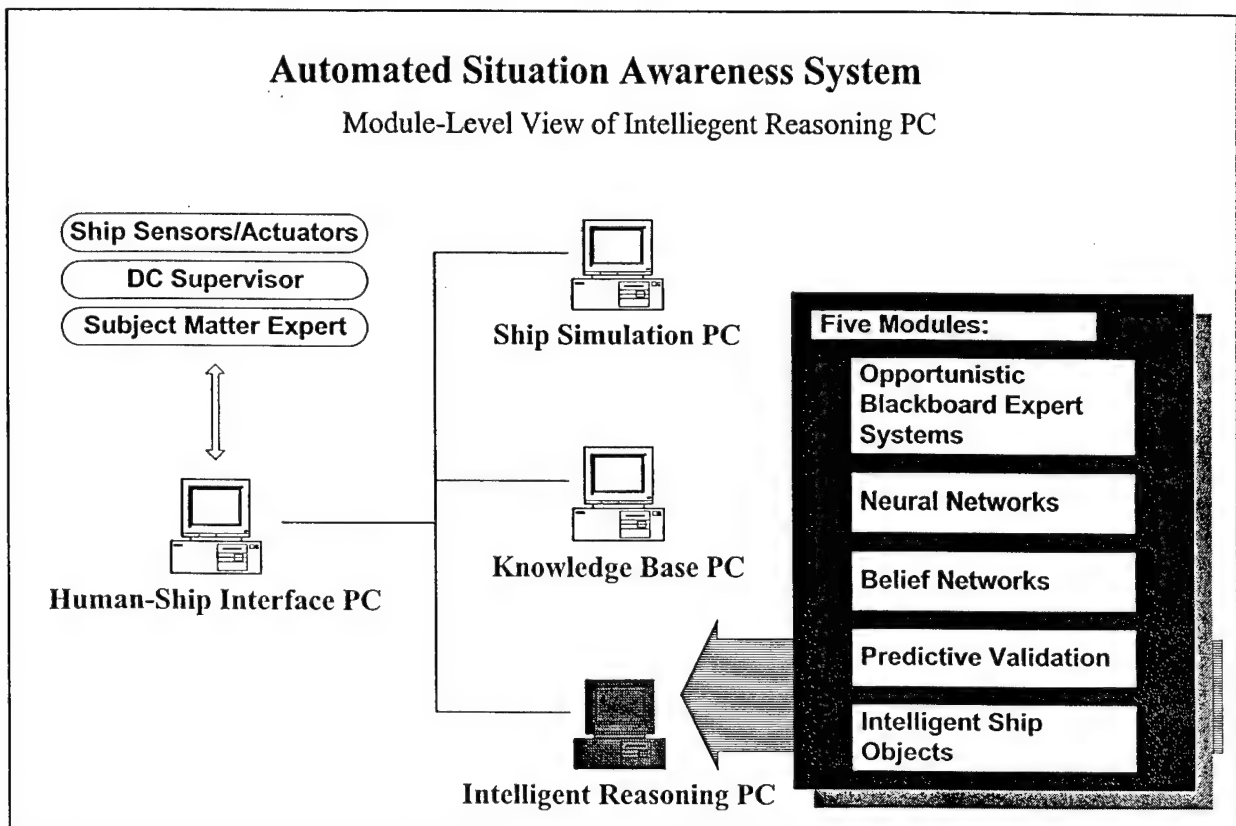 Automated Situation Awareness System
Module-Level View of Intelliegent Reasoning PC
Ship Sensors/Actuators
DC Supervisor
Subject Matter Expert
Human-Ship Interface PC
Ship Simulation PC
Knowledge Base PC
Intelligent Reasoning PC
Five Modules:
Opportunistic
Blackboard Expert
Systems
Neural Networks
Belief Networks
Predictive Validation
Intelligent Ship
Objects